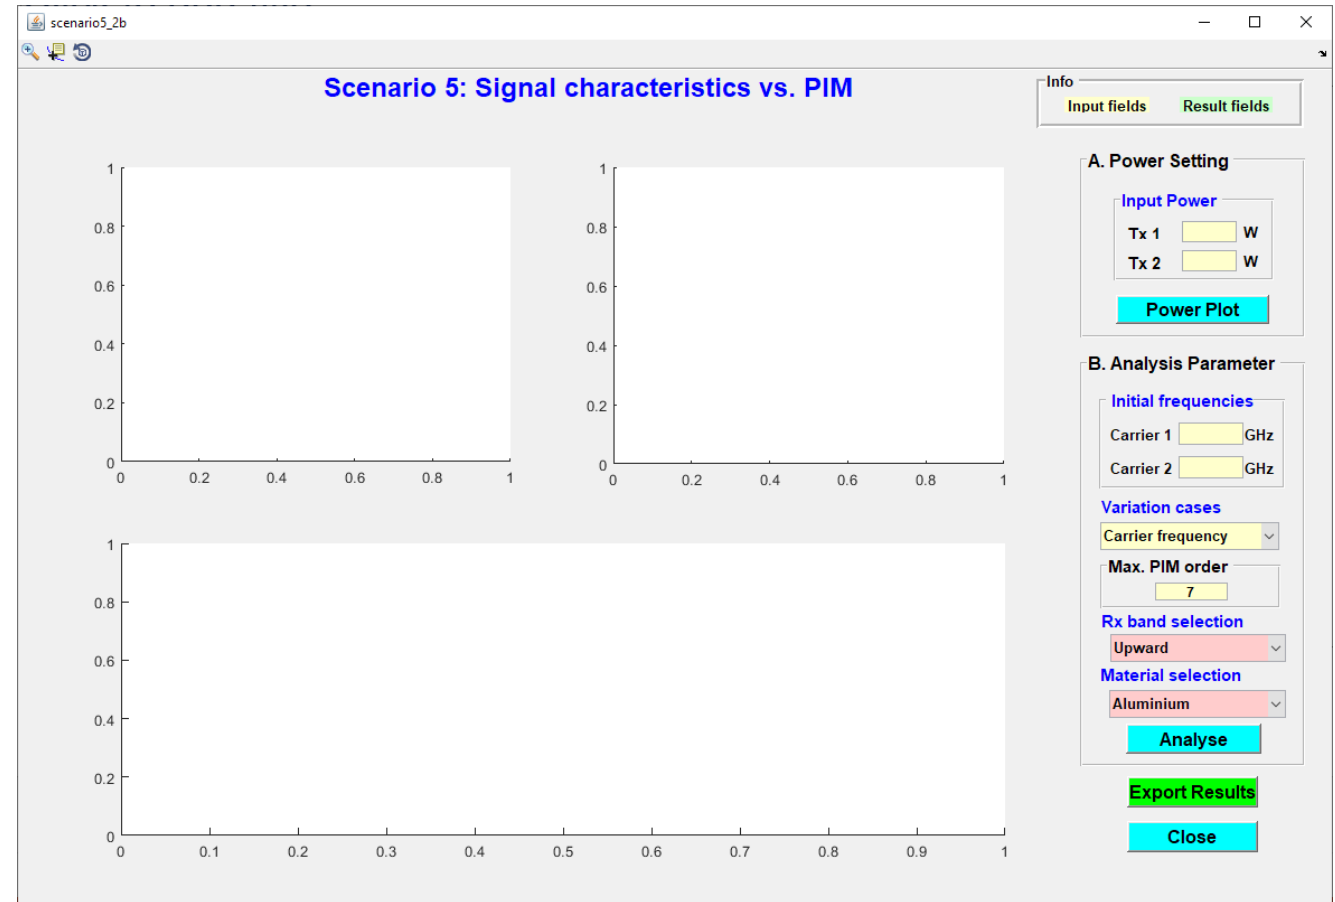 scenario5_2b
Scenario 5: Signal characteristics vs. PIM
Info
Input fields Result fields
1
0.8
0.6
0.4
0.2
0
0 0.2 0.4 0.6 0.8 1
1
0.8
0.6
0.4
0.2
0
0 0.2 0.4 0.6 0.8 1
1
0.8
0.6
0.4
0.2
0
0 0.1 0.2 0.3 0.4 0.5 0.6 0.7 0.8 0.9 1
A. Power Setting
Input Power
Tx 1 W
Tx 2 W
Power Plot
B. Analysis Parameter
Initial frequencies
Carrier 1 GHz
Carrier 2 GHz
Variation cases
Carrier frequency
Max. PIM order
7
Rx band selection
Upward
Material selection
Aluminium
Analyse
Export Results
Close